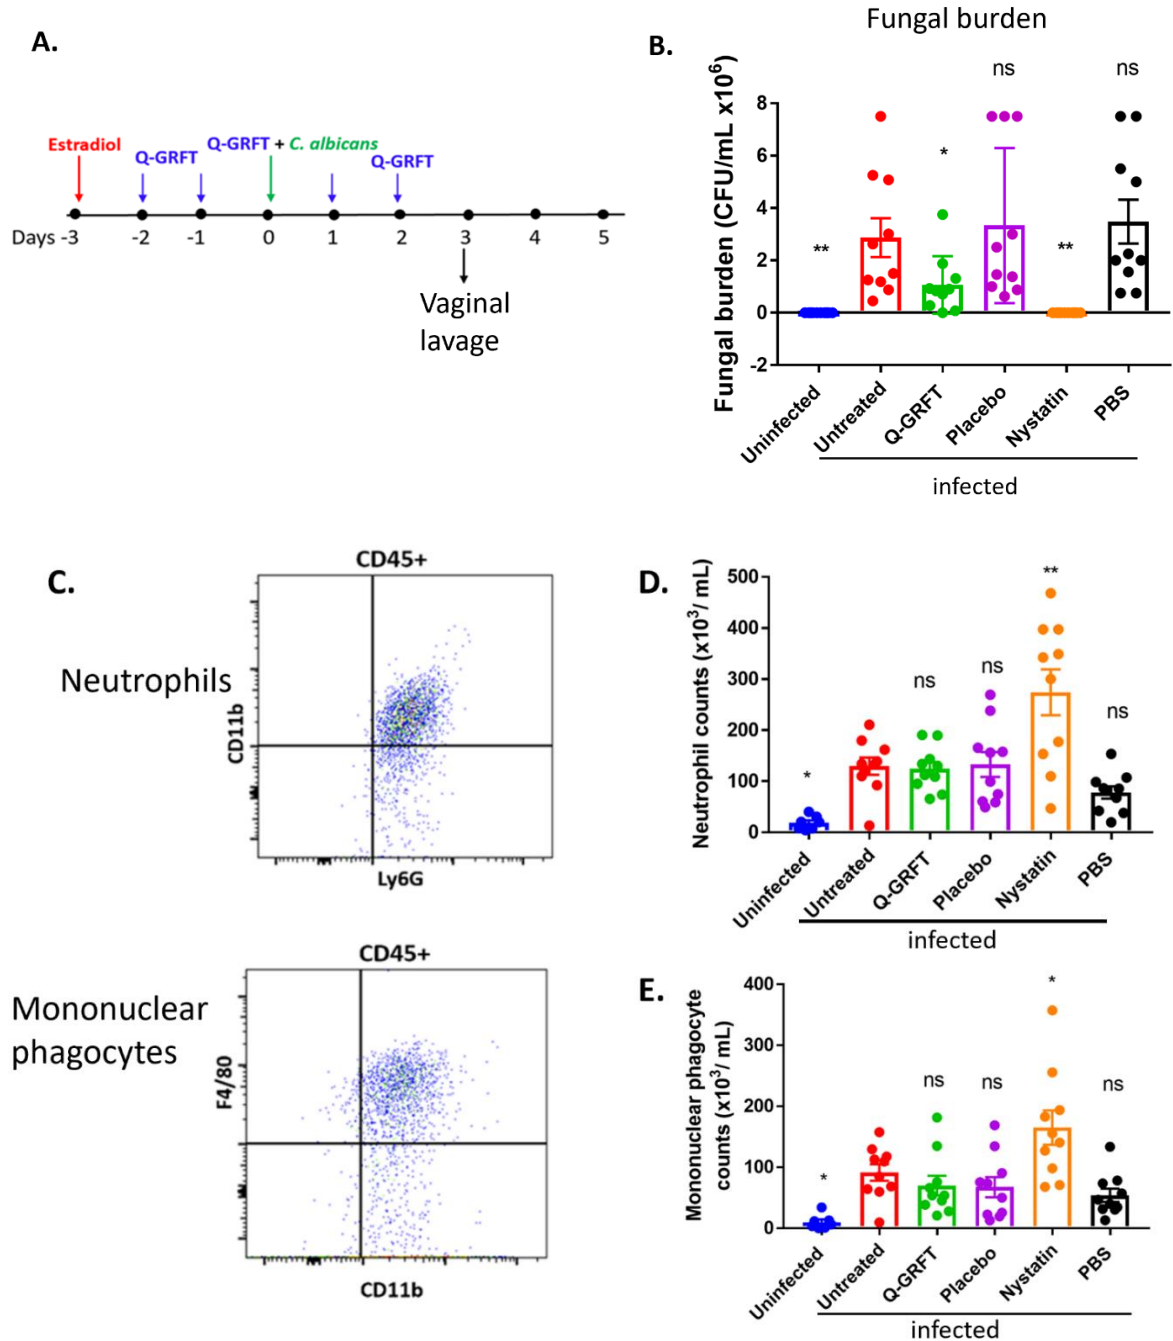 A.
Estradiol
Q-GRFT
Q-GRFT + C. albicans
Q-GRFT
Days -3 -2 -1 0 1 2 3 4 5
Vaginal
lavage
B.
Fungal burden
Fungal burden (CFU/mL x10⁶)
8
6
4
2
0
-2
**
*
ns
**
ns
Uninfected
Untreated
Q-GRFT
Placebo
Nystatin
PBS
infected
C.
Neutrophils
CD45+
CD11b
Ly6G
Mononuclear
phagocytes
CD45+
F4/80
CD11b
D.
Neutrophil counts (x10³/ mL)
500
400
300
200
100
0
*
ns
ns
**
ns
Uninfected
Untreated
Q-GRFT
Placebo
Nystatin
PBS
infected
E.
Mononuclear phagocyte
counts (x10³/ mL)
400
300
200
100
0
*
ns
ns
*
ns
Uninfected
Untreated
Q-GRFT
Placebo
Nystatin
PBS
infected